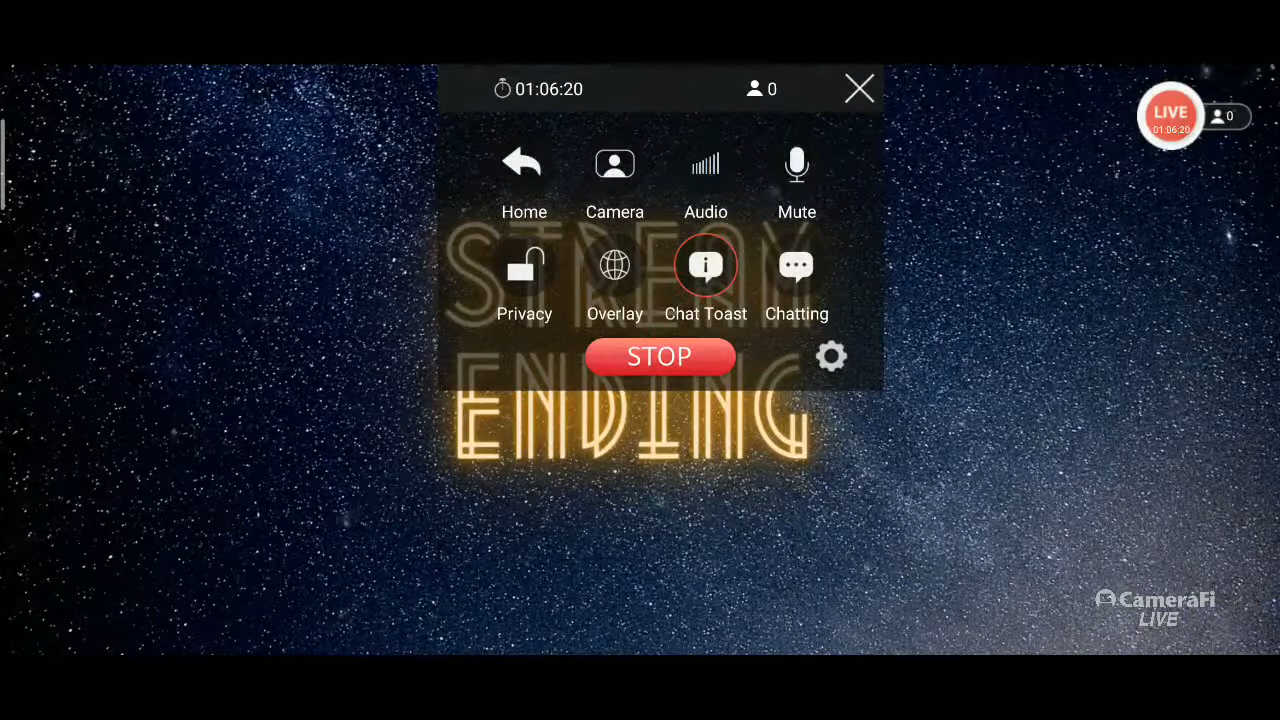 01:06:20 0
LIVE
01:06:20
0
Home Camera Audio Mute
STREAM
Privacy Overlay Chat Toast Chatting
STOP
ENDING
CameraFi
LIVE